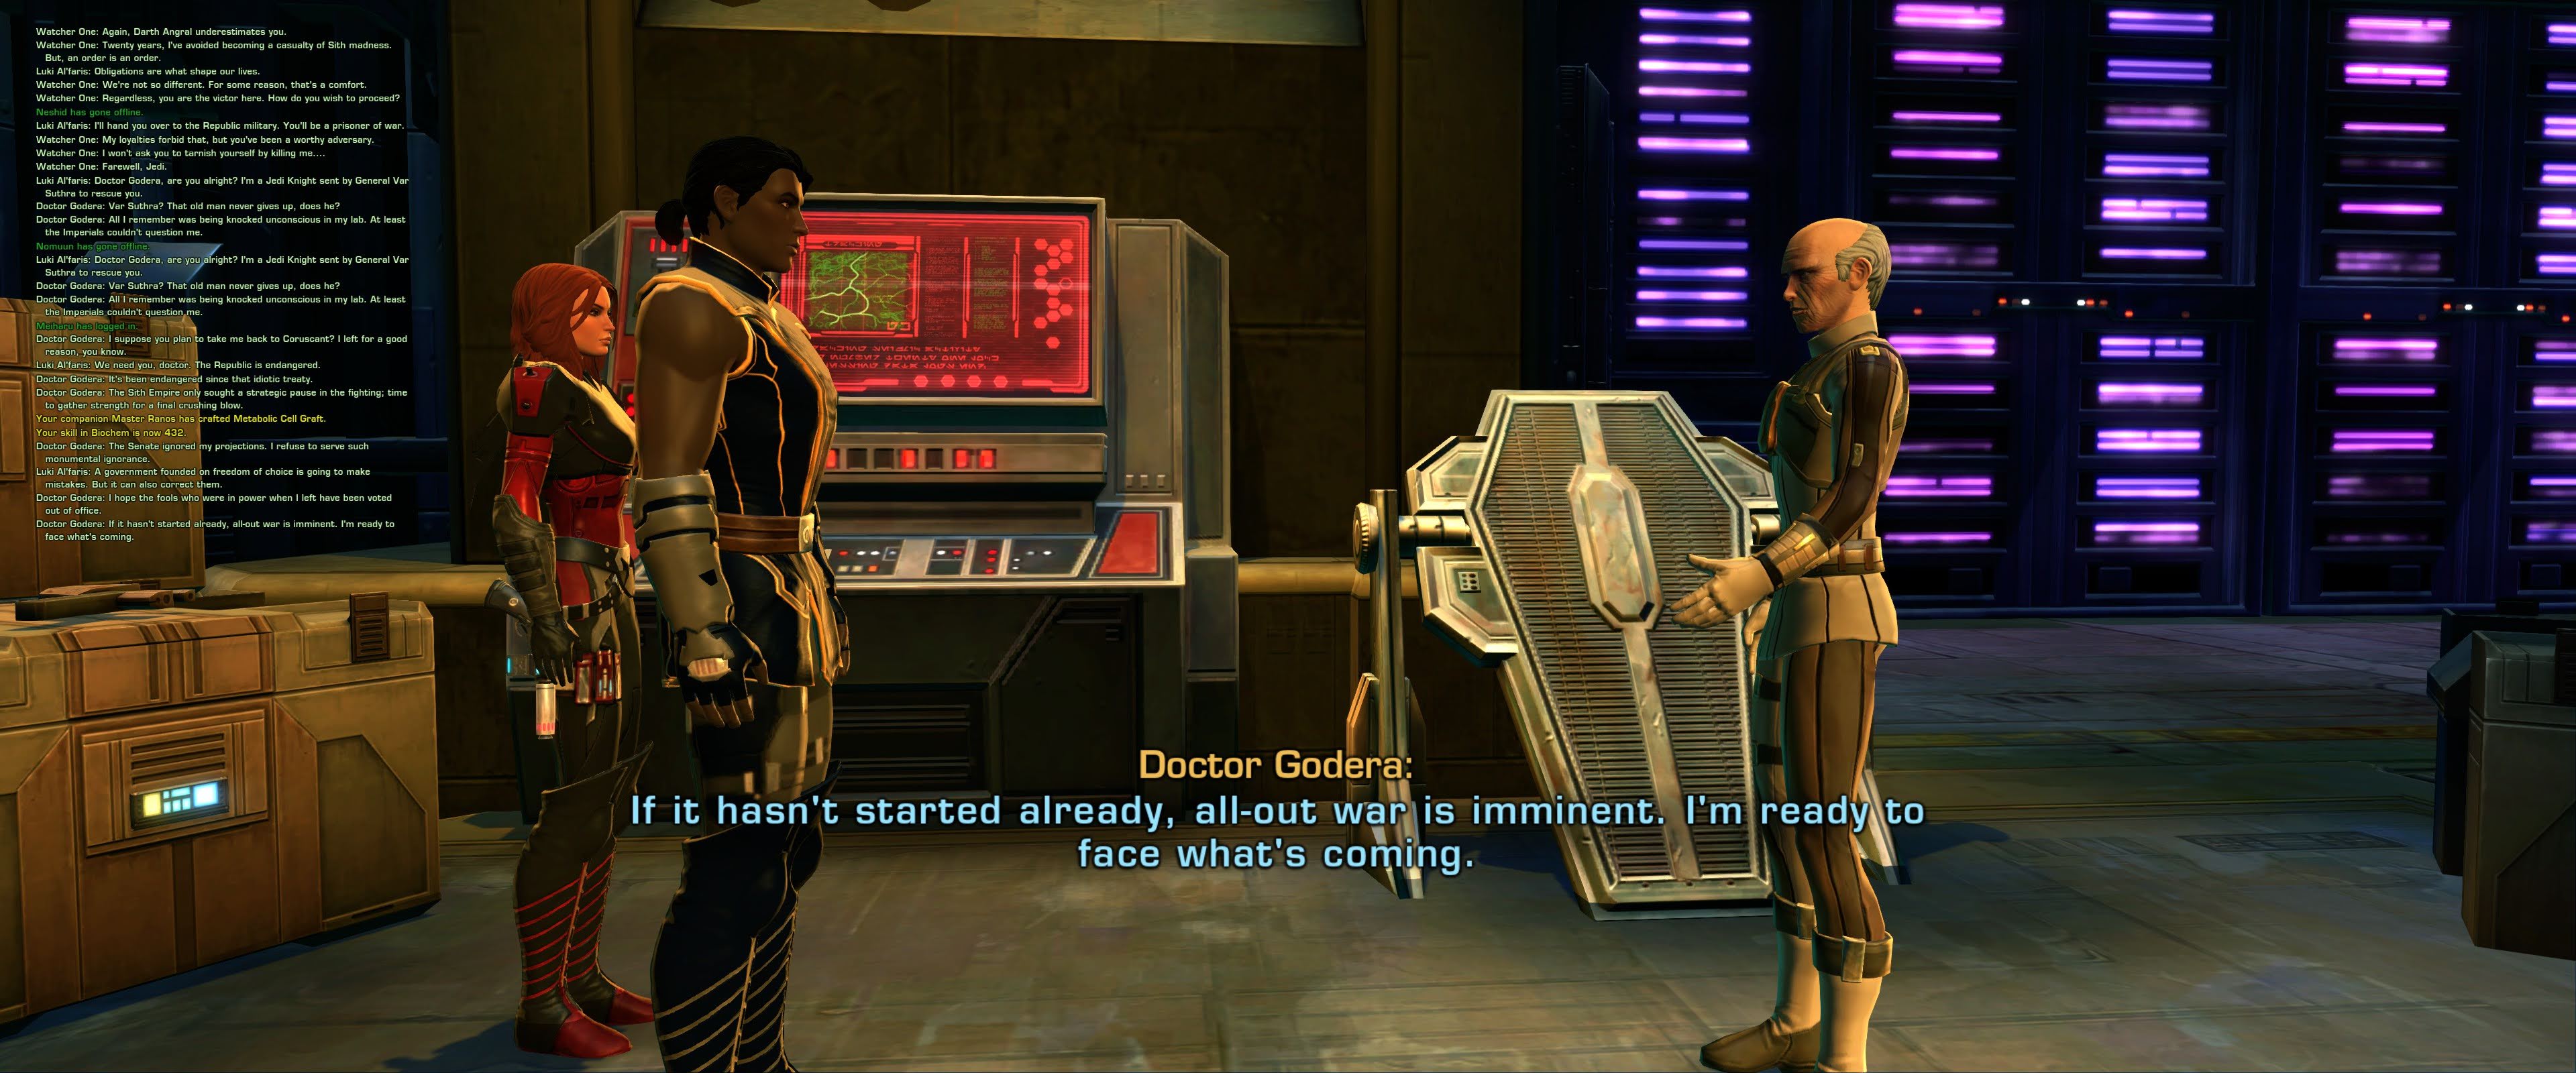 Watcher One: Again, Darth Angral underestimates you.
Watcher One: Twenty years, I've avoided becoming a casualty of Sith madness.
But, an order is an order.
Luki Al'faris: Obligations are what shape our lives.
Watcher One: We're not so different. For some reason, that's a comfort.
Watcher One: Regardless, you are the victor here. How do you wish to proceed?
Neshid has gone offline.
Luki Al'faris: I'll hand you over to the Republic military. You'll be a prisoner of war.
Watcher One: My loyalties forbid that, but you've been a worthy adversary.
Watcher One: I won't ask you to tarnish yourself by killing me....
Watcher One: Farewell, Jedi.
Luki Al'faris: Doctor Godera, are you alright? I'm a Jedi Knight sent by General Var
Suthra to rescue you.
Doctor Godera: Var Suthra? That old man never gives up, does he?
Doctor Godera: All I remember was being knocked unconscious in my lab. At least
the Imperials couldn't question me.
Nomuun has gone offline.
Luki Al'faris: Doctor Godera, are you alright? I'm a Jedi Knight sent by General Var
Suthra to rescue you.
Doctor Godera: Var Suthra? That old man never gives up, does he?
Doctor Godera: All I remember was being knocked unconscious in my lab. At least
the Imperials couldn't question me.
Meiharu has logged in.
Doctor Godera: I suppose you plan to take me back to Coruscant? I left for a good
reason, you know.
Luki Al'faris: We need you, doctor. The Republic is endangered.
Doctor Godera: It's been endangered since that idiotic treaty.
Doctor Godera: The Sith Empire only sought a strategic pause in the fighting; time
to gather strength for a final crushing blow.
Your companion Master Ranos has crafted Metabolic Cell Graft.
Your skill in Biochem is now 432.
Doctor Godera: The Senate ignored my projections. I refuse to serve such
monumental ignorance.
Luki Al'faris: A government founded on freedom of choice is going to make
mistakes. But it can also correct them.
Doctor Godera: I hope the fools who were in power when I left have been voted
out of office.
Doctor Godera: If it hasn't started already, all-out war is imminent. I'm ready to
face what's coming.
Doctor Godera:
If it hasn't started already, all-out war is imminent. I'm ready to
face what's coming.